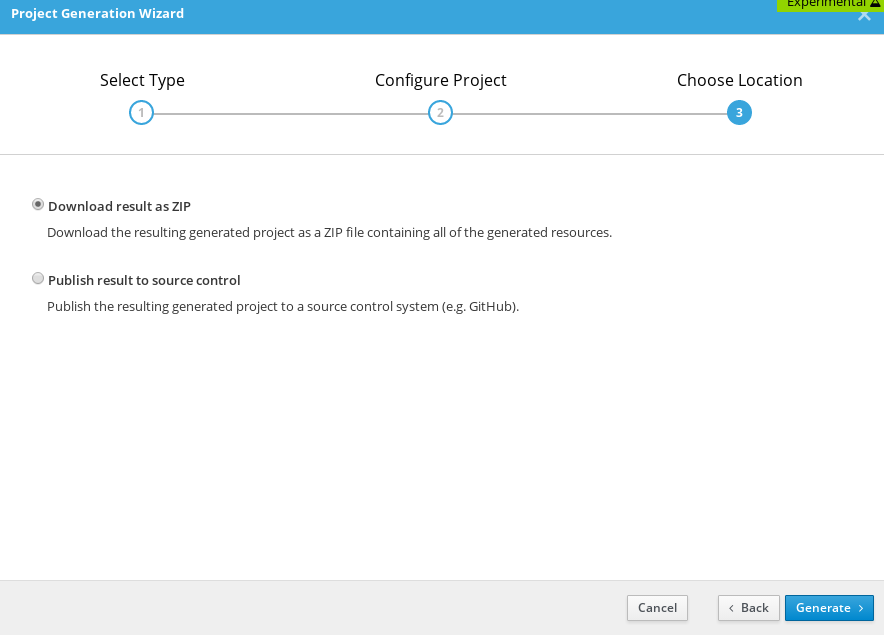 Project Generation Wizard
Experimental
Select Type
Configure Project
Choose Location
1
2
3
Download result as ZIP
Download the resulting generated project as a ZIP file containing all of the generated resources.
Publish result to source control
Publish the resulting generated project to a source control system (e.g. GitHub).
Cancel
‹ Back
Generate ›